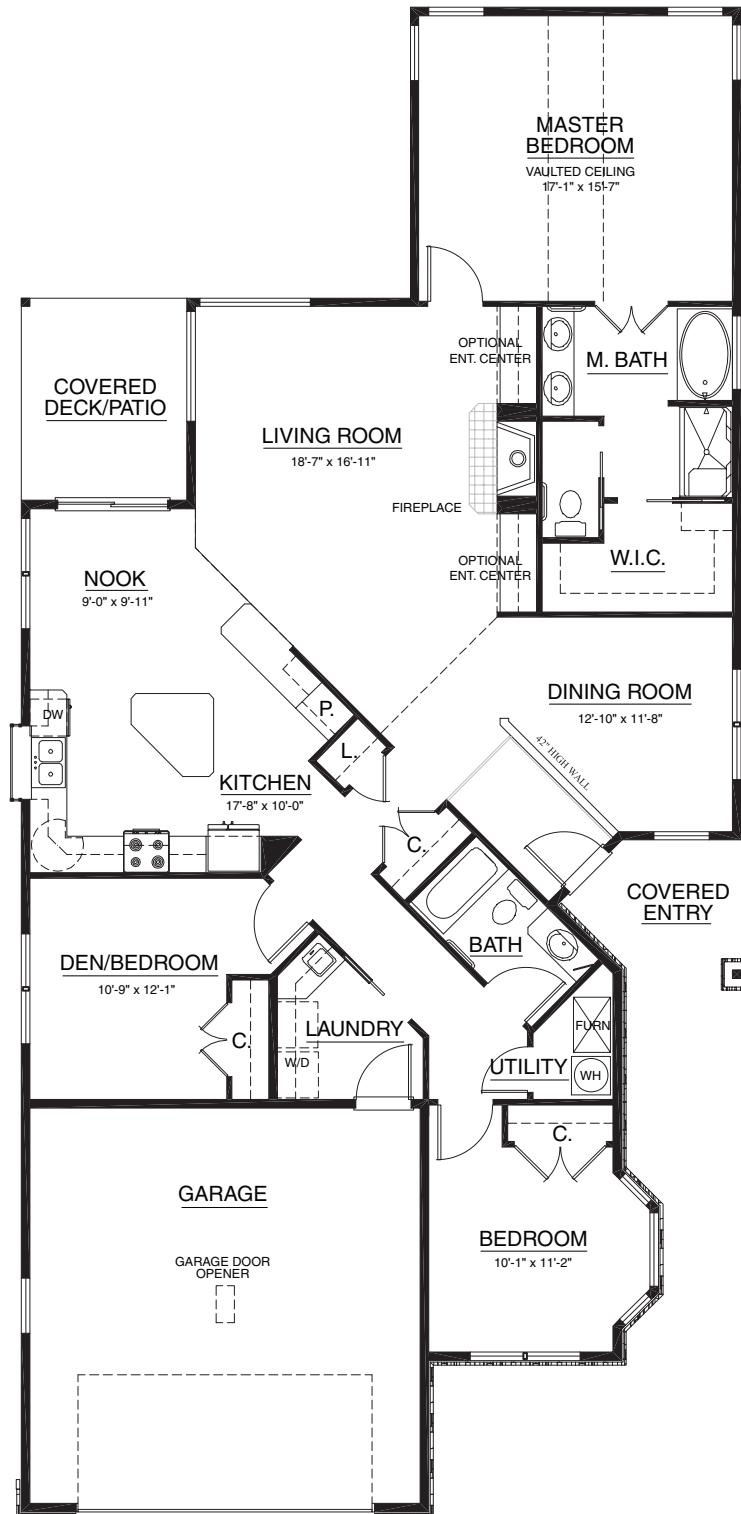 MASTER
BEDROOM
VAULTED CEILING
17'-1" x 15'-7"
OPTIONAL
ENT. CENTER
M. BATH
COVERED
DECK/PATIO
LIVING ROOM
18'-7" x 16'-11"
FIREPLACE
OPTIONAL
ENT. CENTER
W.I.C.
NOOK
9'-0" x 9'-11"
DINING ROOM
12'-10" x 11'-8"
DW
P.
42" HIGH WALL
L.
KITCHEN
17'-8" x 10'-0"
C.
COVERED
ENTRY
BATH
DEN/BEDROOM
10'-9" x 12'-1"
C.
LAUNDRY
W/D
FURN
UTILITY
WH
C.
GARAGE
GARAGE DOOR
OPENER
BEDROOM
10'-1" x 11'-2"